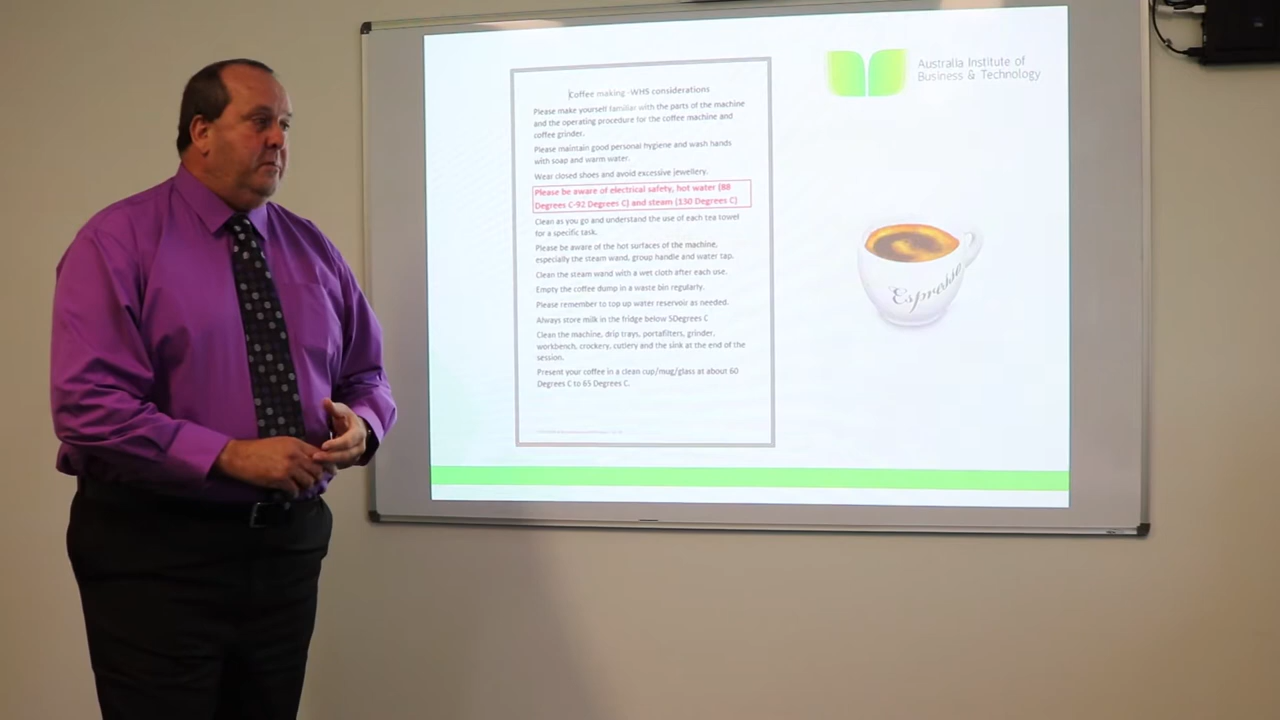 Australia Institute of
Business & Technology
Coffee making -WHS considerations
Please make yourself familiar with the parts of the machine
and the operating procedure for the coffee machine and
coffee grinder.
Please maintain good personal hygiene and wash hands
with soap and warm water.
Wear closed shoes and avoid excessive jewellery.
Please be aware of electrical safety, hot water (88
Degrees C-92 Degrees C) and steam (130 Degrees C)
Clean as you go and understand the use of each tea towel
for a specific task.
Please be aware of the hot surfaces of the machine,
especially the steam wand, group handle and water tap.
Clean the steam wand with a wet cloth after each use.
Empty the coffee dump in a waste bin regularly.
Please remember to top up water reservoir as needed.
Always store milk in the fridge below 5Degrees C
Clean the machine, drip trays, portafilters, grinder,
workbench, crockery, cutlery and the sink at the end of the
session.
Present your coffee in a clean cup/mug/glass at about 60
Degrees C to 65 Degrees C.
Espresso